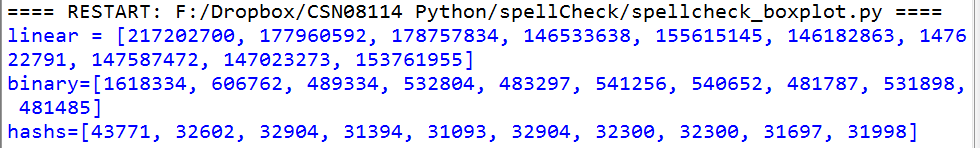 ==== RESTART: F:/Dropbox/CSN08114 Python/spellCheck/spellcheck_boxplot.py ====
linear = [217202700, 177960592, 178757834, 146533638, 155615145, 146182863, 1476
22791, 147587472, 147023273, 153761955]
binary=[1618334, 606762, 489334, 532804, 483297, 541256, 540652, 481787, 531898,
 481485]
hashs=[43771, 32602, 32904, 31394, 31093, 32904, 32300, 32300, 31697, 31998]